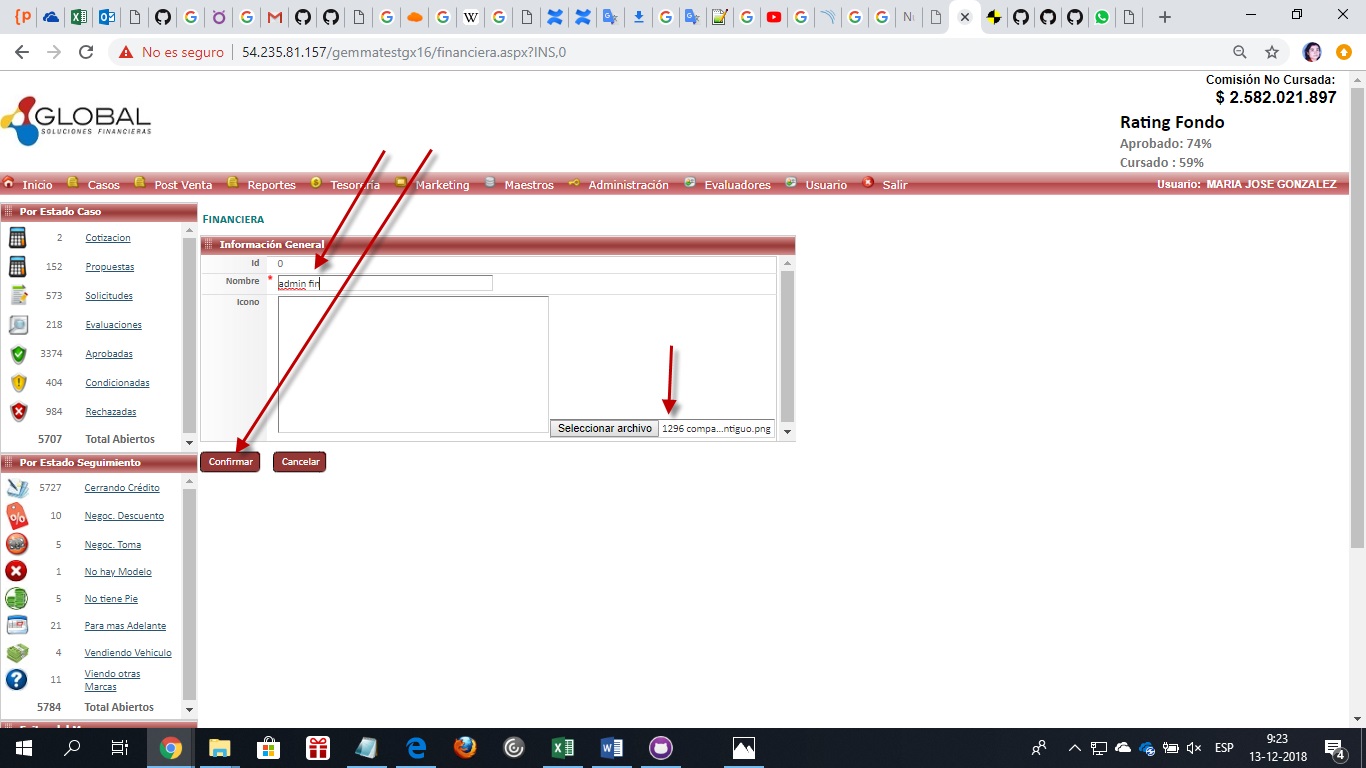 No es seguro
54.235.81.157/gemmatestgx16/financiera.aspx?INS,0
Comisión No Cursada:
$ 2.582.021.897
GLOBAL
SOLUCIONES FINANCIERAS
Rating Fondo
Aprobado: 74%
Cursado : 59%
Inicio Casos Post Venta Reportes Tesorería Marketing Maestros Administración Evaluadores Usuario Salir Usuario: MARIA JOSE GONZALEZ
Por Estado Caso
2 Cotizacion
152 Propuestas
573 Solicitudes
218 Evaluaciones
3374 Aprobadas
404 Condicionadas
984 Rechazadas
5707 Total Abiertos
Por Estado Seguimiento
5727 Cerrando Crédito
10 Negoc. Descuento
5 Negoc. Toma
1 No hay Modelo
5 No tiene Pie
21 Para mas Adelante
4 Vendiendo Vehiculo
11 Viendo otras
Marcas
5784 Total Abiertos
FINANCIERA
Información General
Id 0
Nombre * admin fin
Icono
Seleccionar archivo 1296 compa...ntiguo.png
Confirmar Cancelar
ESP
9:23
13-12-2018
4